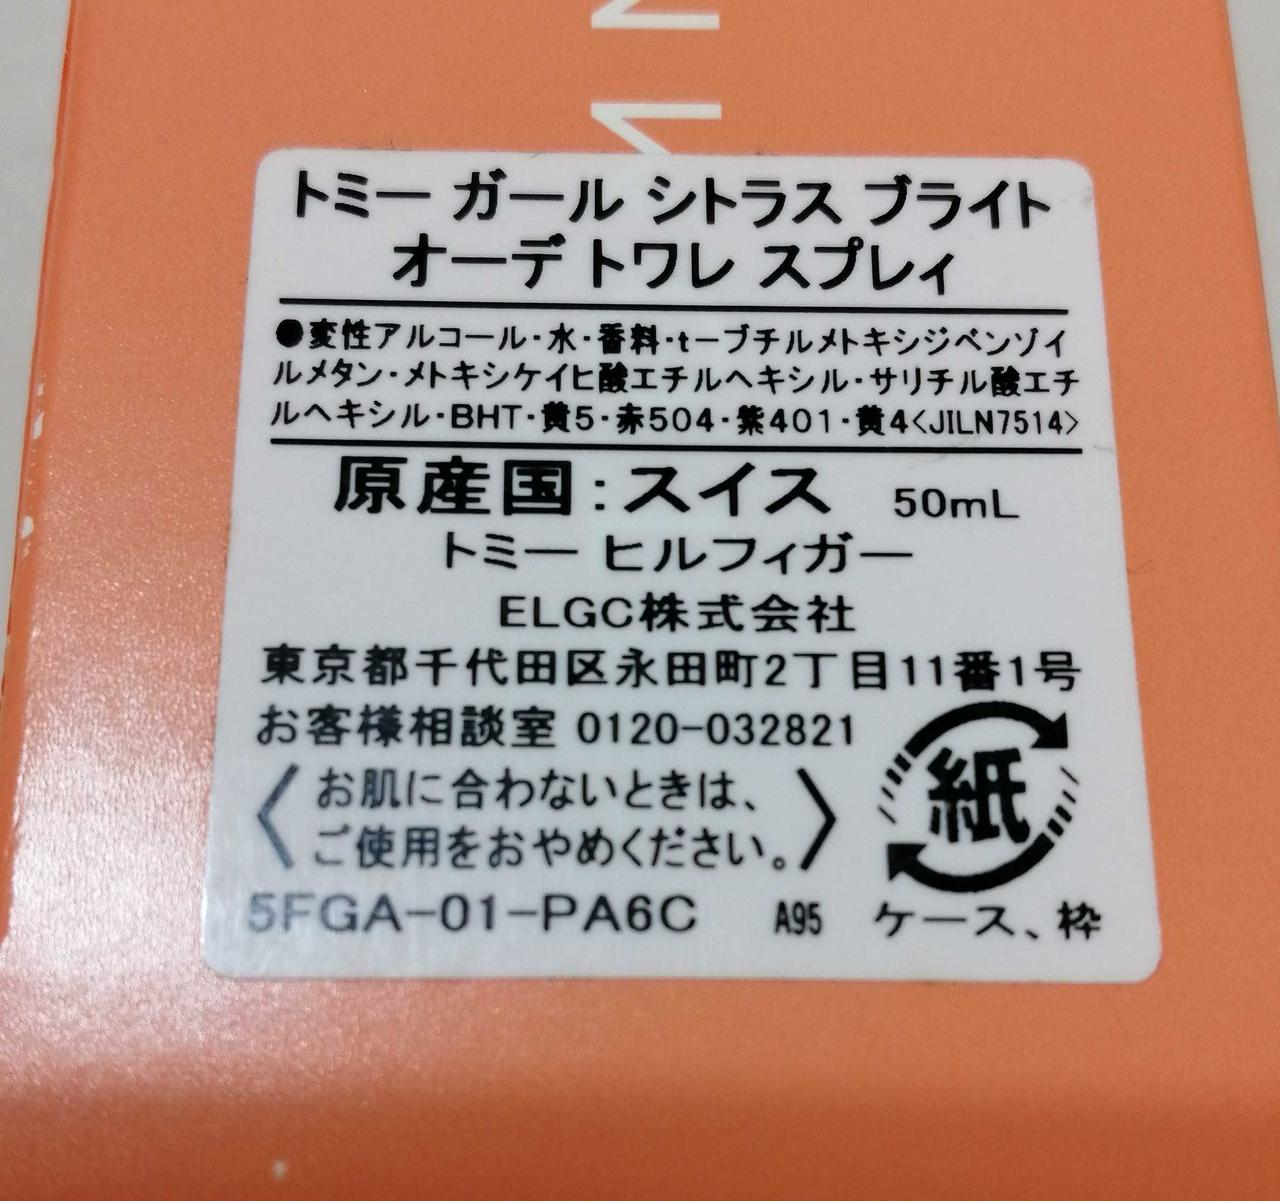 トミー ガール シトラス ブライト
オーデ トワレ スプレィ
●変性アルコール・水・香料・t-ブチルメトキシジベンゾイ
ルメタン・メトキシケイヒ酸エチルヘキシル・サリチル酸エチ
ルヘキシル・BHT・黄5・赤504・紫401・黄4<JILN7514>
原産国：スイス 50mL
トミー ヒルフィガー
ELGC株式会社
東京都千代田区永田町2丁目11番1号
お客様相談室 0120-032821
〈お肌に合わないときは、
ご使用をおやめください。〉
紙
5FGA-01-PA6C A95 ケース、枠